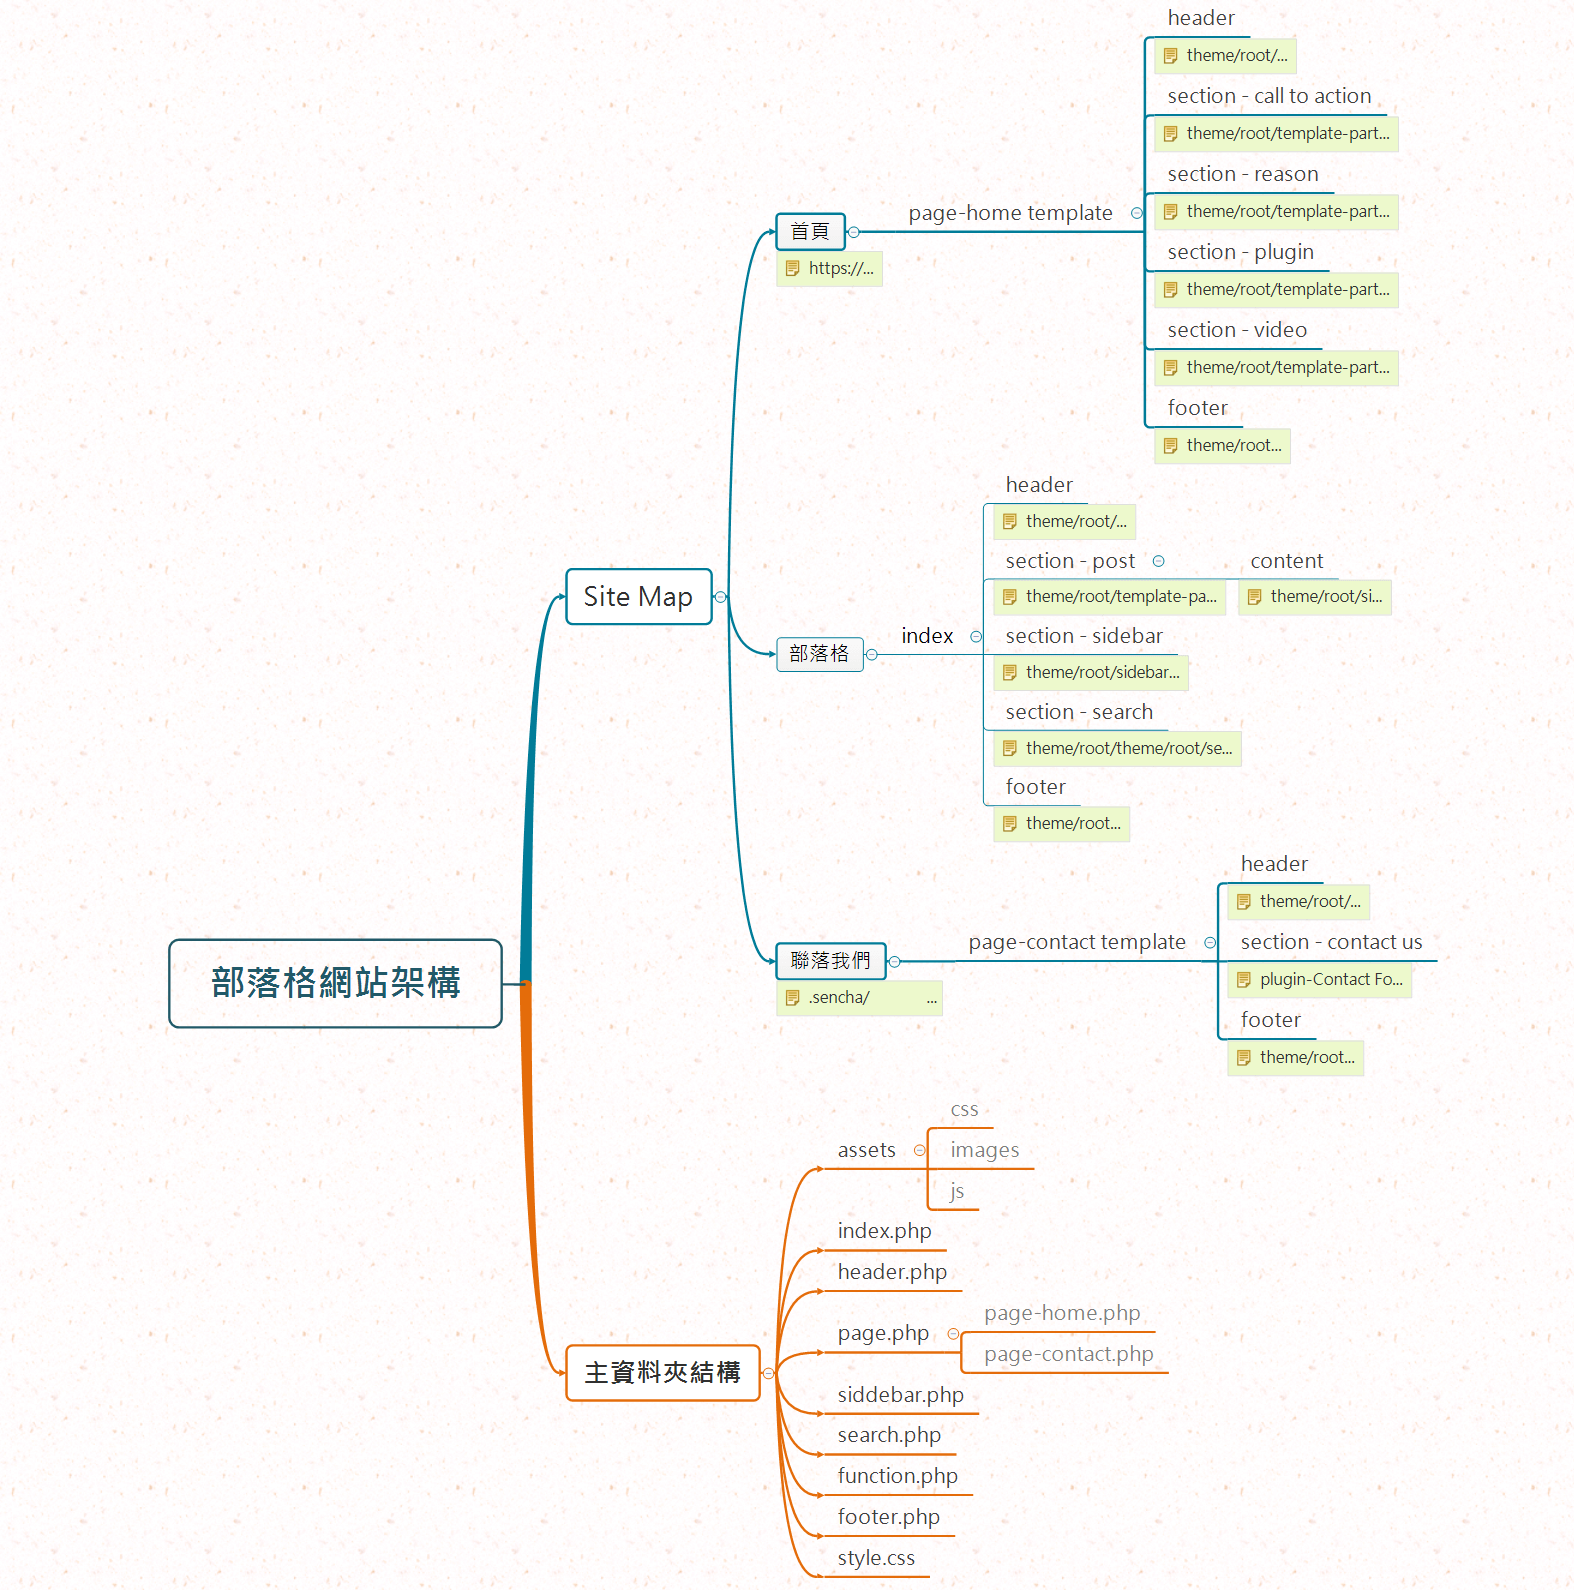 部落格網站架構
Site Map
首頁
https://...
page-home template
header
theme/root/...
section - call to action
theme/root/template-part...
section - reason
theme/root/template-part...
section - plugin
theme/root/template-part...
section - video
theme/root/template-part...
footer
theme/root...
部落格
index
header
theme/root/...
section - post
theme/root/template-pa...
content
theme/root/si...
section - sidebar
theme/root/sidebar...
section - search
theme/root/theme/root/se...
footer
theme/root...
聯落我們
.sencha/ ...
page-contact template
header
theme/root/...
section - contact us
plugin-Contact Fo...
footer
theme/root...
主資料夾結構
assets
css
images
js
index.php
header.php
page.php
page-home.php
page-contact.php
siddebar.php
search.php
function.php
footer.php
style.css